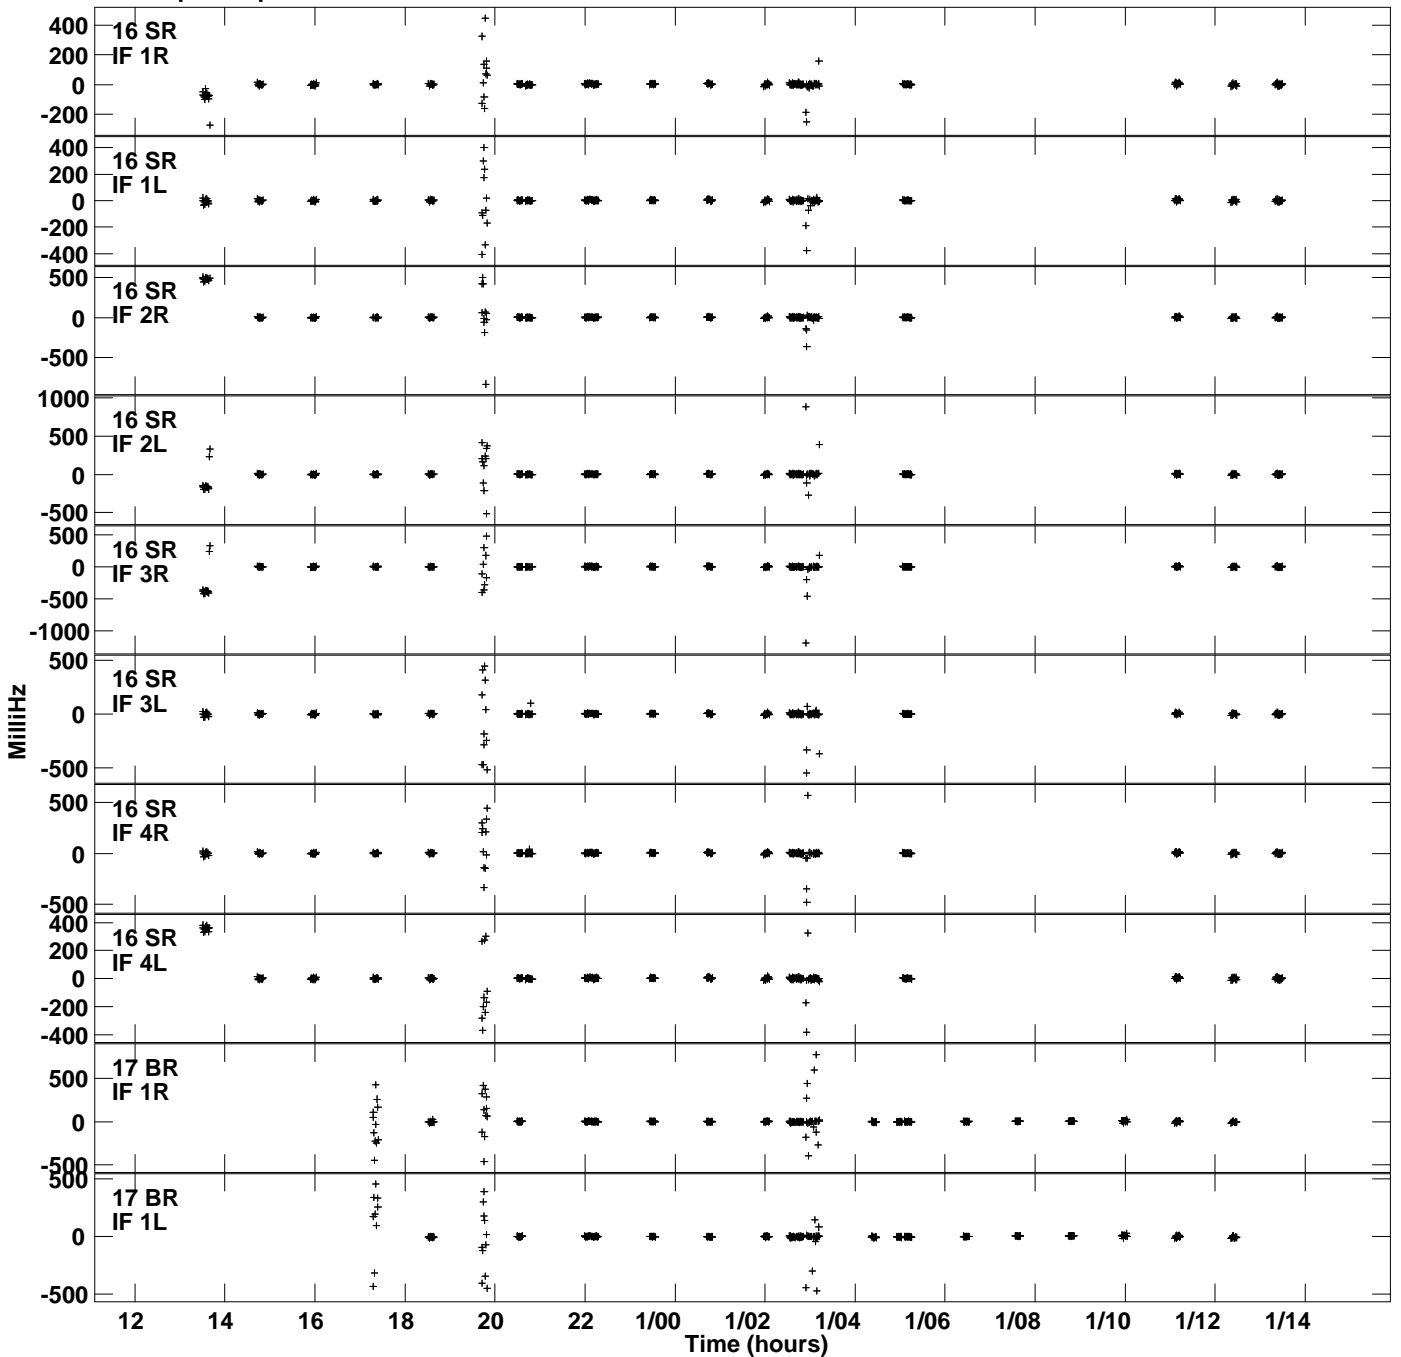 400
16 SR
IF 1R
200
0
-200
400
16 SR
IF 1L
200
0
-200
-400
500
16 SR
IF 2R
0
-500
1000
16 SR
IF 2L
500
0
-500
500
16 SR
IF 3R
0
-500
-1000
500
16 SR
IF 3L
0
-500
MilliHz
500
16 SR
IF 4R
0
-500
400
16 SR
IF 4L
200
0
-200
-400
17 BR
IF 1R
500
0
-500
500
17 BR
IF 1L
0
-500
12 14 16 18 20 22 1/00 1/02 1/04 1/06 1/08 1/10 1/12 1/14
Time (hours)